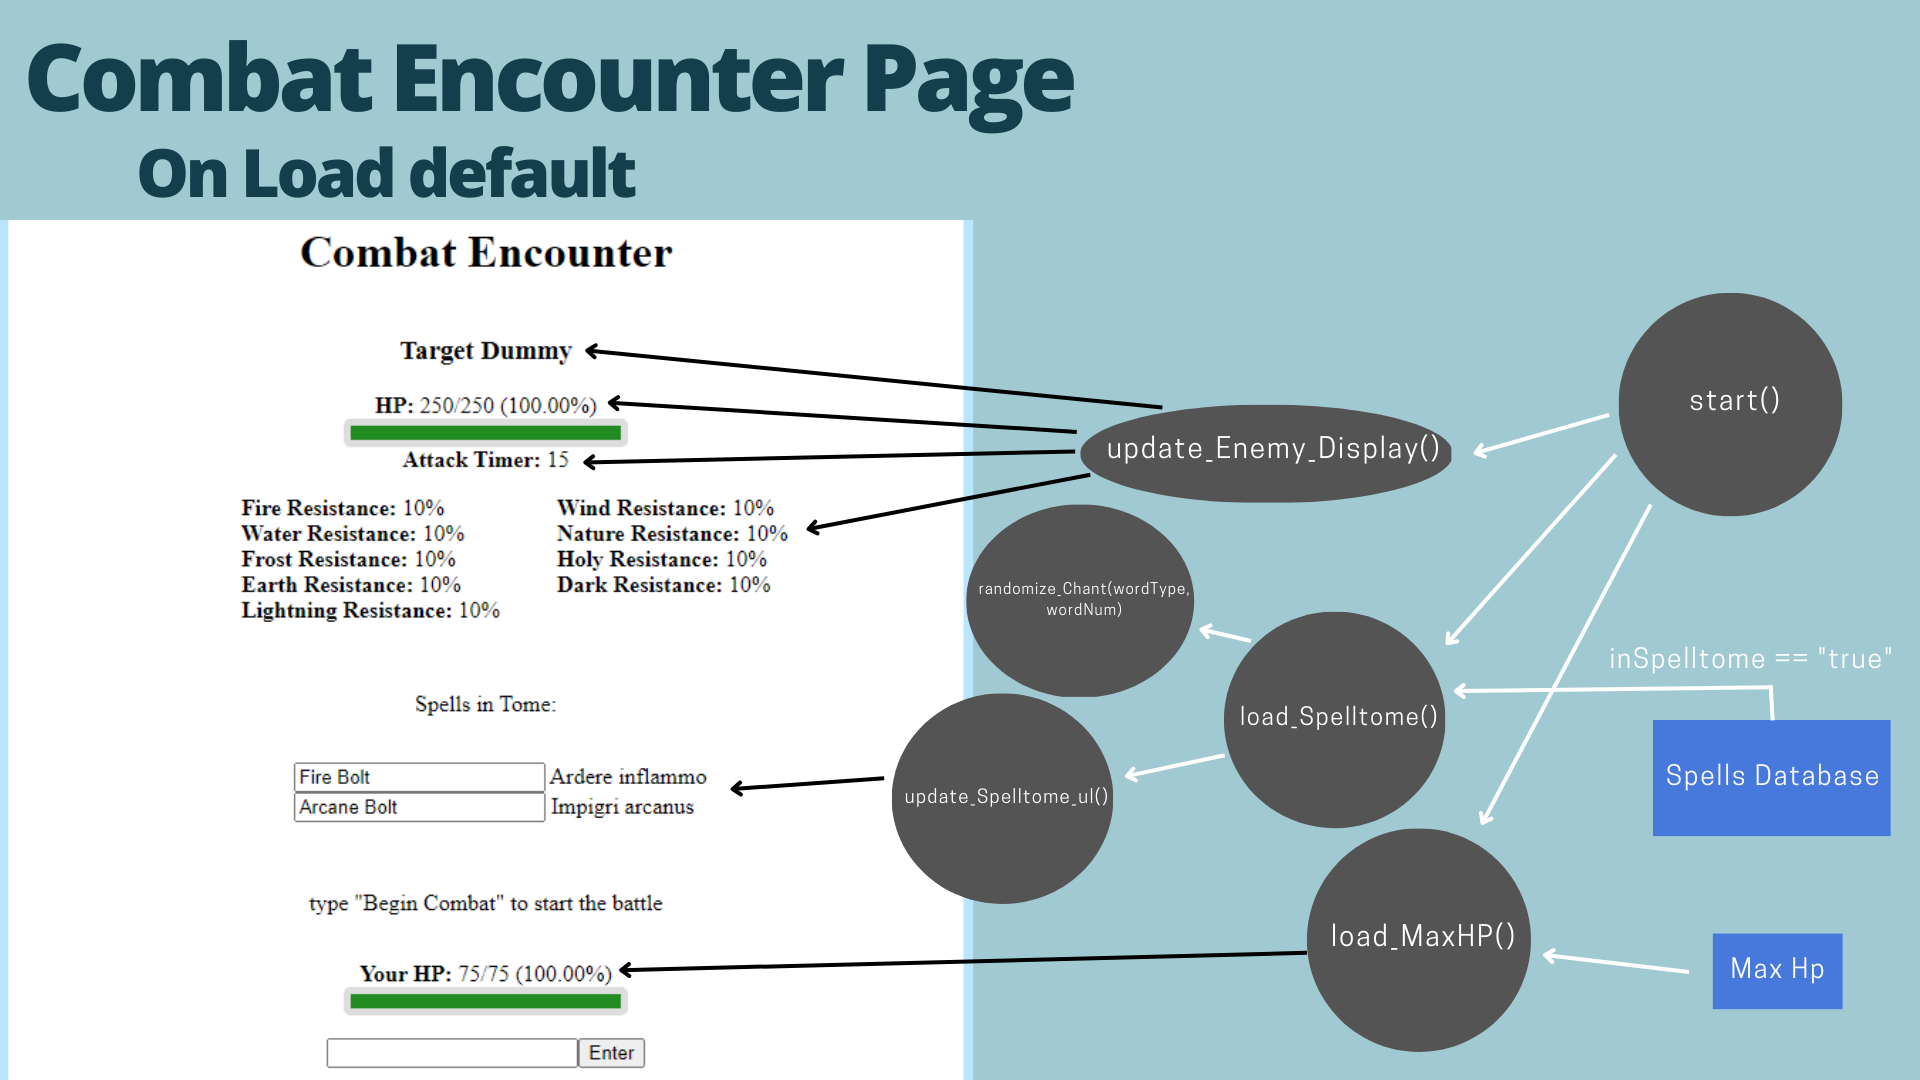 Combat Encounter Page
On Load default
Combat Encounter
Target Dummy
HP: 250/250 (100.00%)
Attack Timer: 15
Fire Resistance: 10%
Water Resistance: 10%
Frost Resistance: 10%
Earth Resistance: 10%
Lightning Resistance: 10%
Wind Resistance: 10%
Nature Resistance: 10%
Holy Resistance: 10%
Dark Resistance: 10%
Spells in Tome:
Fire Bolt Ardere inflammo
Arcane Bolt Impigri arcanus
type "Begin Combat" to start the battle
Your HP: 75/75 (100.00%)
Enter
start()
update_Enemy_Display()
randomize_Chant(wordType,
wordNum)
load_Spelltome()
inSpelltome == "true"
Spells Database
update_Spelltome_ul()
load_MaxHP()
Max Hp